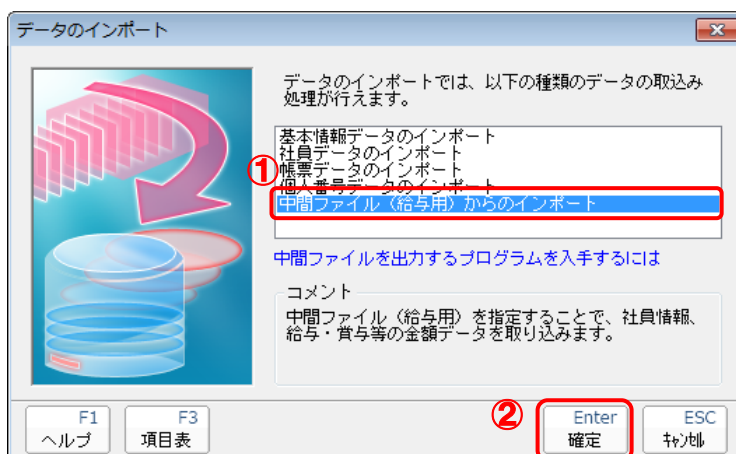 データのインポート
データのインポートでは、以下の種類のデータの取込み
処理が行えます。
基本情報データのインポート
社員データのインポート
①
帳票データのインポート
個人番号データのインポート
中間ファイル（給与用）からのインポート
中間ファイルを出力するプログラムを入手するには
コメント
中間ファイル（給与用）を指定することで、社員情報、
給与・賞与等の金額データを取り込みます。
②
F1
ヘルプ
F3
項目表
Enter
確定
ESC
ｷｬﾝｾﾙ